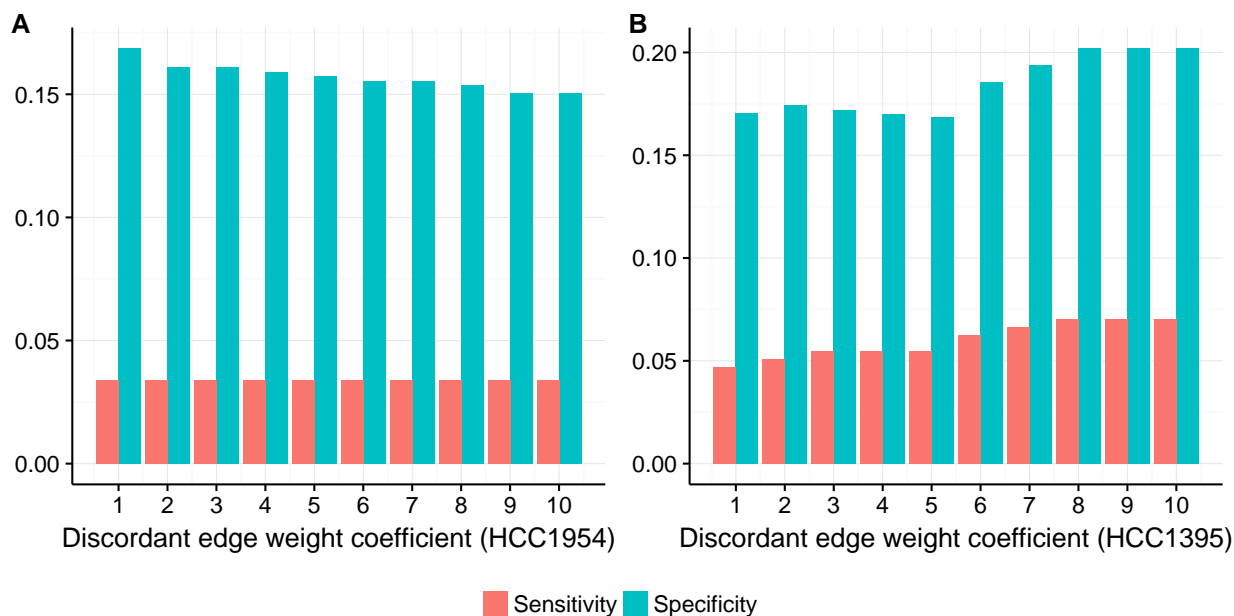 A
0.15
0.10
0.05
0.00
1 2 3 4 5 6 7 8 9 10
Discordant edge weight coefficient (HCC1954)
B
0.20
0.15
0.10
0.05
0.00
1 2 3 4 5 6 7 8 9 10
Discordant edge weight coefficient (HCC1395)
Sensitivity Specificity